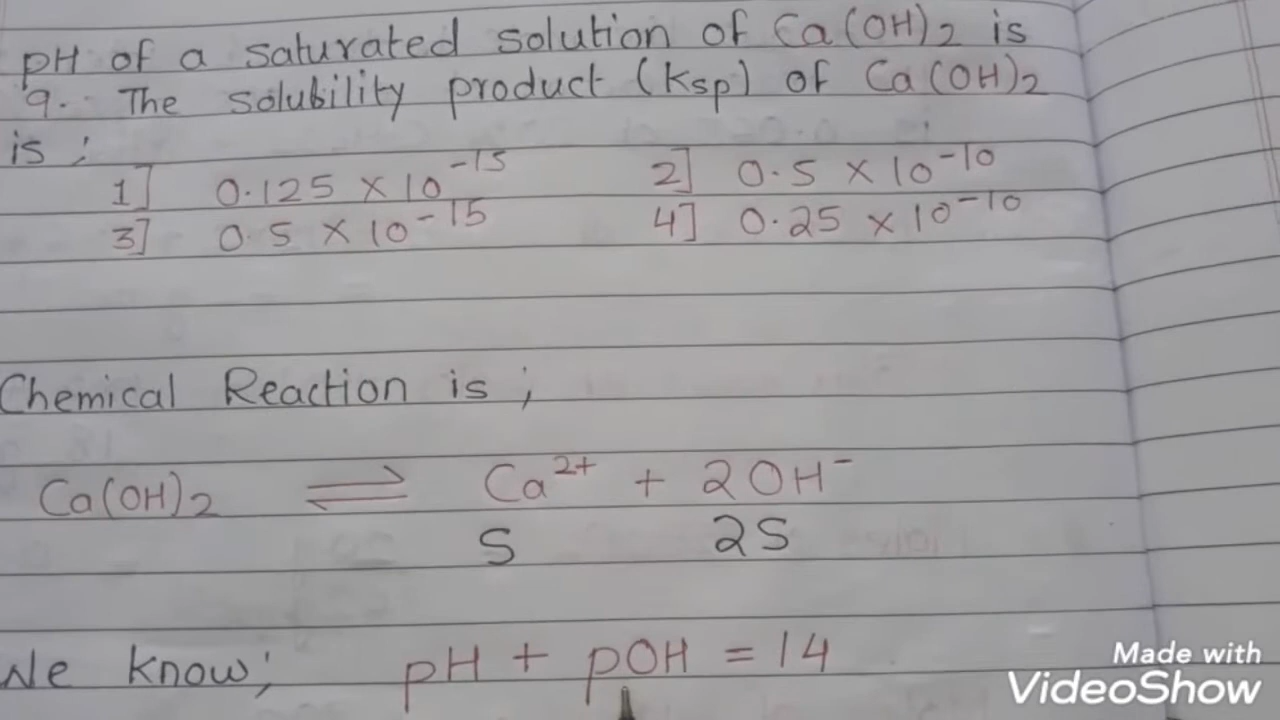 pH of a saturated solution of Ca(OH)₂ is
9. The solubility product (Ksp) of Ca(OH)₂
is ;
1] 0.125 × 10⁻¹⁵ 2] 0.5 × 10⁻¹⁰
3] 0.5 × 10⁻¹⁵ 4] 0.25 × 10⁻¹⁰
Chemical Reaction is ;
Ca(OH)₂ ⇌ Ca²⁺ + 2OH⁻
S 2S
We know; pH + pOH = 14
Made with
VideoShow